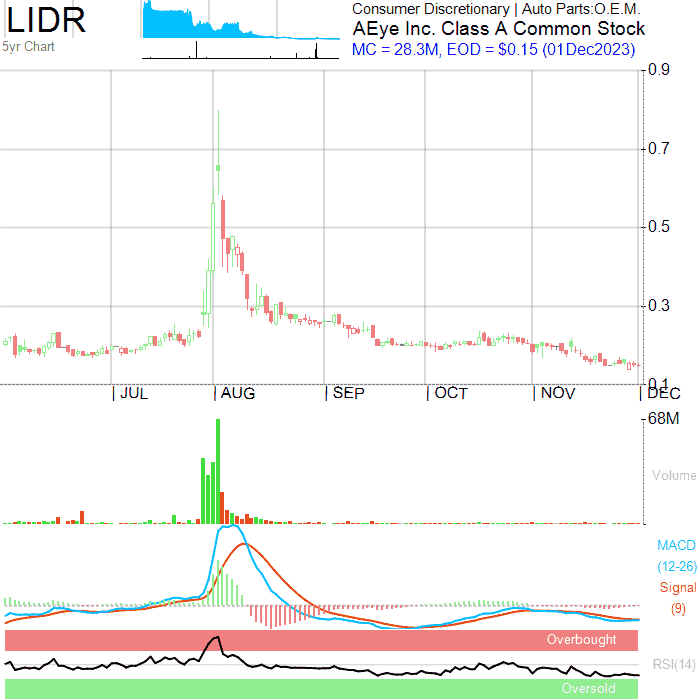 LIDR
5yr Chart
Consumer Discretionary | Auto Parts:O.E.M.
AEye Inc. Class A Common Stock
MC = 28.3M, EOD = $0.15 (01Dec2023)
0.9
0.7
0.5
0.3
0.1
JUL AUG SEP OCT NOV DEC
68M
Volume
MACD
(12-26)
Signal
(9)
Overbought
RSI(14)
Oversold